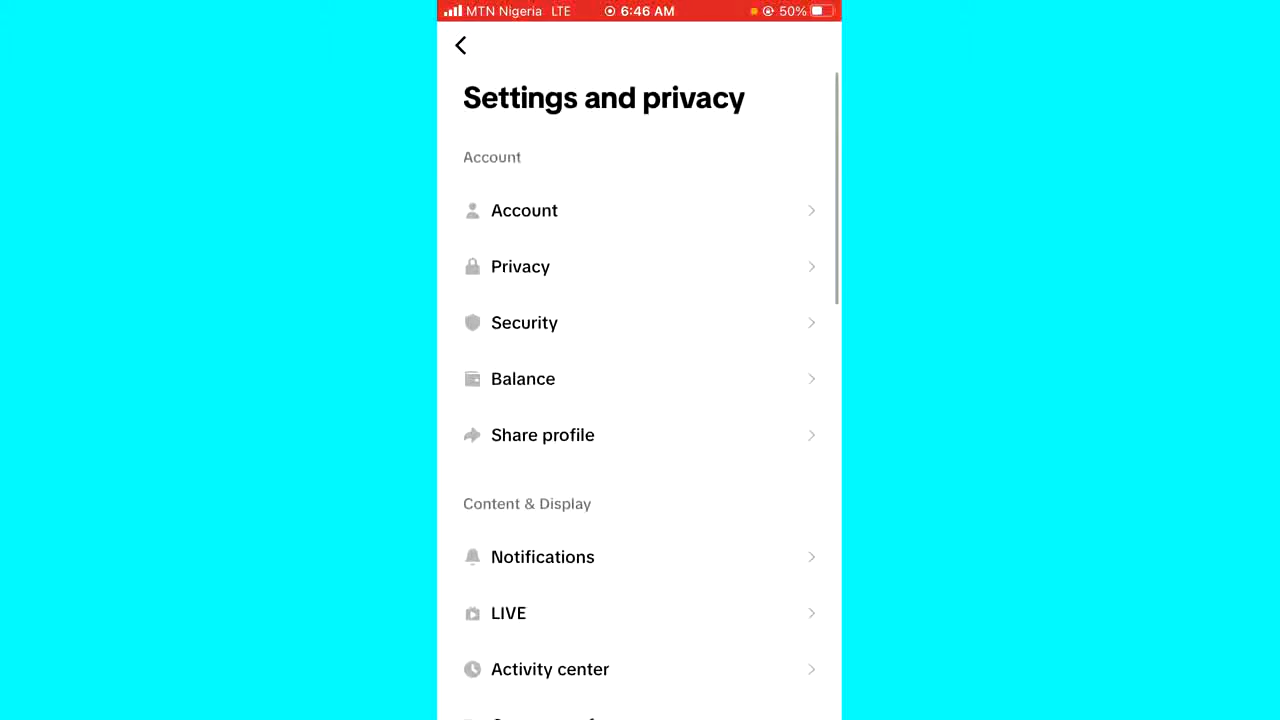 MTN Nigeria LTE 6:46 AM 50%
Settings and privacy
Account
Account
Privacy
Security
Balance
Share profile
Content & Display
Notifications
LIVE
Activity center